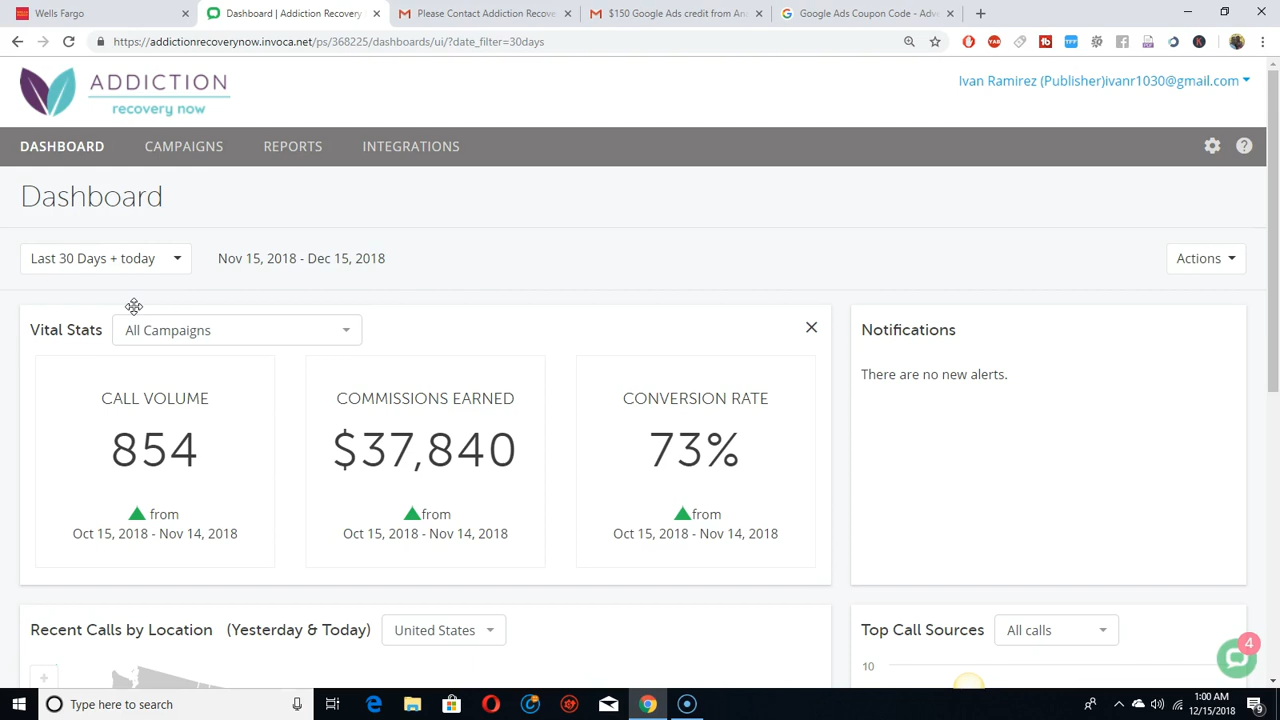 Wells Fargo
Dashboard | Addiction Recovery
Please Contact Addiction Recove
$150 Google Ads credit from An
Google Ads Coupon Code - Adv
https://addictionrecoverynow.invoca.net/ps/368225/dashboards/ui/?date_filter=30days
ADDICTION
recovery now
Ivan Ramirez (Publisher)ivanr1030@gmail.com
DASHBOARD
CAMPAIGNS
REPORTS
INTEGRATIONS
Dashboard
Last 30 Days + today
Nov 15, 2018 - Dec 15, 2018
Actions
Vital Stats
All Campaigns
Notifications
There are no new alerts.
CALL VOLUME
854
from
Oct 15, 2018 - Nov 14, 2018
COMMISSIONS EARNED
$37,840
from
Oct 15, 2018 - Nov 14, 2018
CONVERSION RATE
73%
from
Oct 15, 2018 - Nov 14, 2018
Recent Calls by Location (Yesterday & Today)
United States
Top Call Sources
All calls
10
4
Type here to search
1:00 AM
12/15/2018